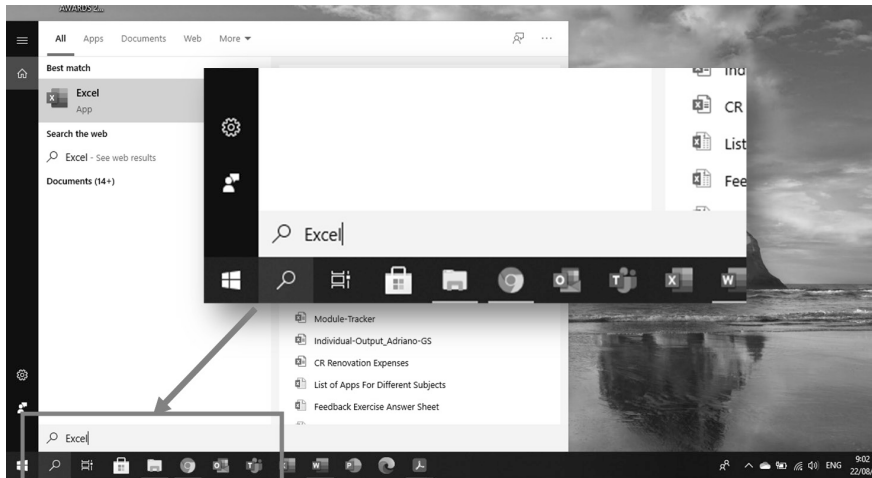 AWARDS 2...
All Apps Documents Web More
Best match
Excel
App
Search the web
Excel - See web results
Documents (14+)
CR
List
Fee
Excel
Module-Tracker
Individual-Output_Adriano-GS
CR Renovation Expenses
List of Apps For Different Subjects
Feedback Exercise Answer Sheet
Excel
ENG
9:02
22/08/